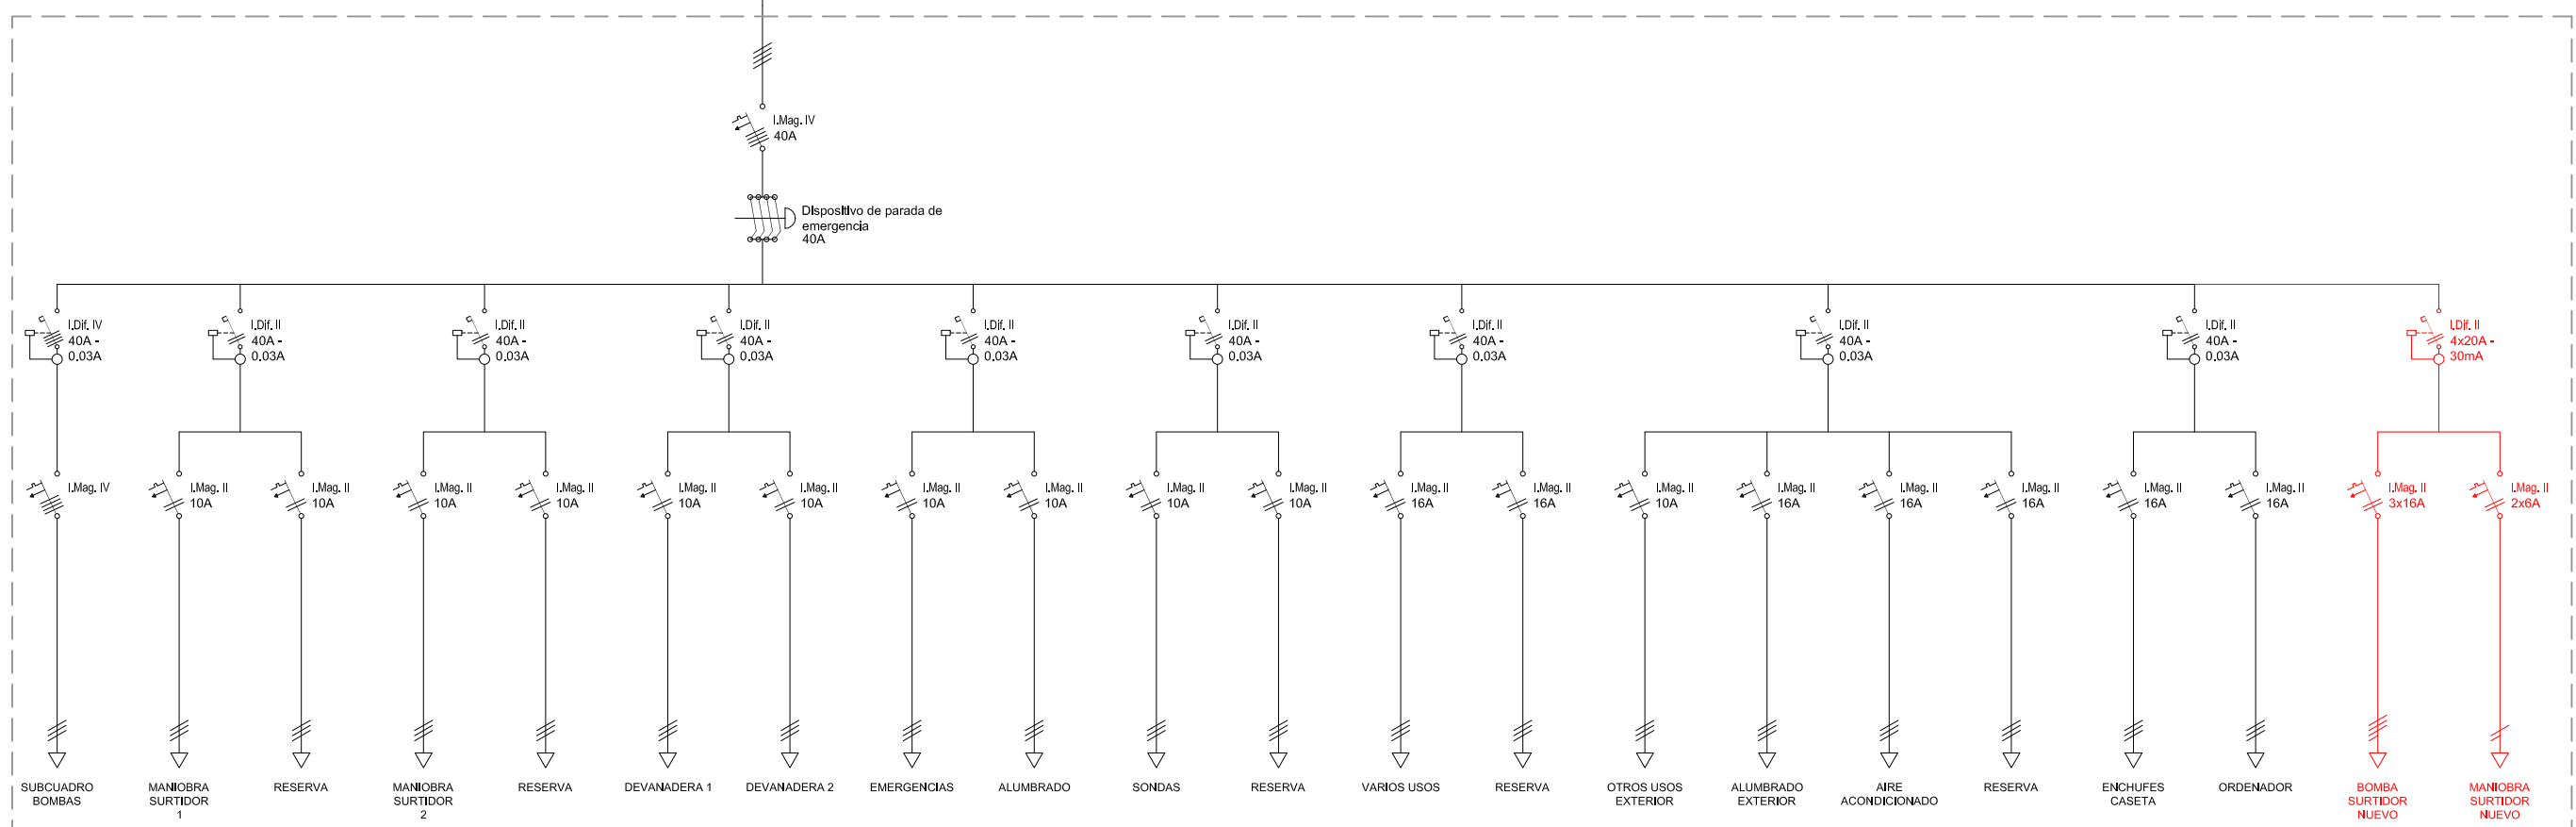 I.Mag. IV
40A
Dispositivo de parada de
emergencia
40A
I.Dif. IV
40A -
0,03A
I.Dif. II
40A -
0,03A
I.Dif. II
40A -
0,03A
I.Dif. II
40A -
0,03A
I.Dif. II
40A -
0,03A
I.Dif. II
40A -
0,03A
I.Dif. II
40A -
0,03A
I.Dif. II
40A -
0,03A
I.Dif. II
40A -
0,03A
I.Dif. II
4x20A -
30mA
I.Mag. IV
I.Mag. II
10A
I.Mag. II
10A
I.Mag. II
10A
I.Mag. II
10A
I.Mag. II
10A
I.Mag. II
10A
I.Mag. II
10A
I.Mag. II
10A
I.Mag. II
10A
I.Mag. II
10A
I.Mag. II
16A
I.Mag. II
16A
I.Mag. II
10A
I.Mag. II
16A
I.Mag. II
16A
I.Mag. II
16A
I.Mag. II
16A
I.Mag. II
16A
I.Mag. II
3x16A
I.Mag. II
2x6A
SUBCUADRO
BOMBAS
MANIOBRA
SURTIDOR
1
RESERVA
MANIOBRA
SURTIDOR
2
RESERVA
DEVANADERA 1
DEVANADERA 2
EMERGENCIAS
ALUMBRADO
SONDAS
RESERVA
VARIOS USOS
RESERVA
OTROS USOS
EXTERIOR
ALUMBRADO
EXTERIOR
AIRE
ACONDICIONADO
RESERVA
ENCHUFES
CASETA
ORDENADOR
BOMBA
SURTIDOR
NUEVO
MANIOBRA
SURTIDOR
NUEVO